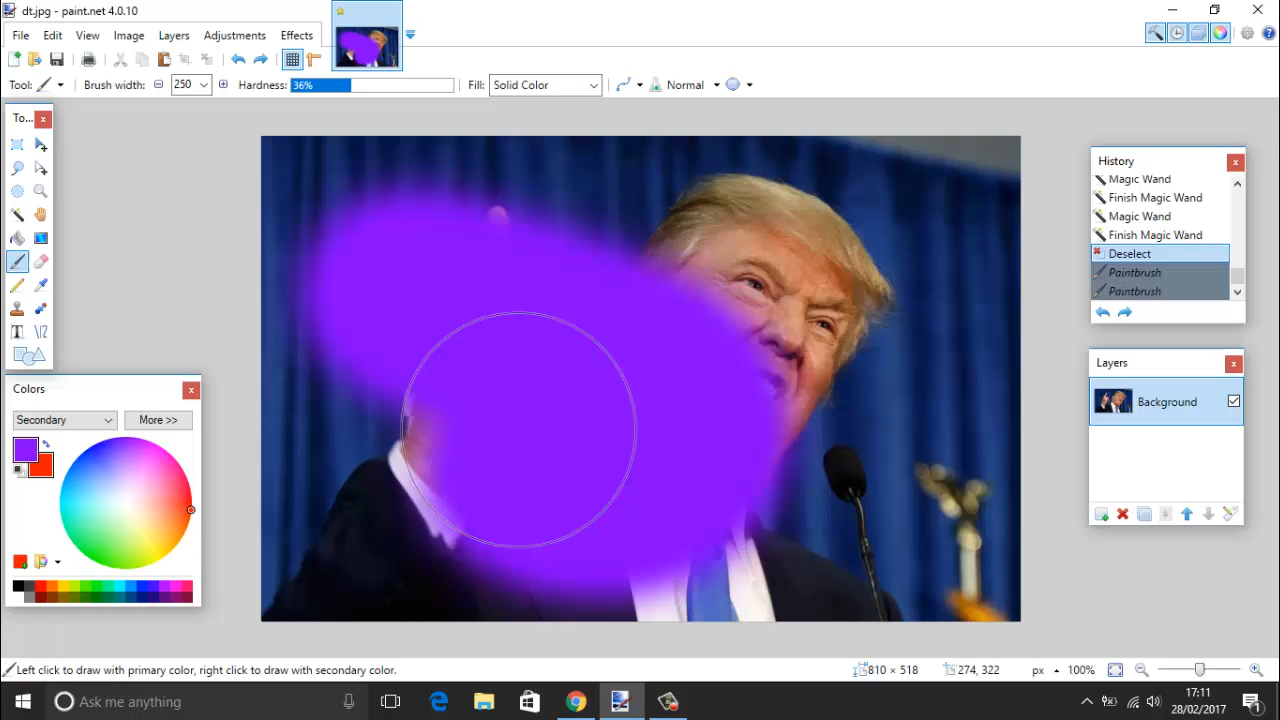 dt.jpg - paint.net 4.0.10
File Edit View Image Layers Adjustments Effects
Tool: Brush width: 250 Hardness: 36% Fill: Solid Color Normal
To...
History
Magic Wand
Finish Magic Wand
Magic Wand
Finish Magic Wand
Deselect
Paintbrush
Paintbrush
Layers
Background
Colors
Secondary More >>
Left click to draw with primary color, right click to draw with secondary color. 810 × 518 274, 322 px 100%
Ask me anything 17:11
28/02/2017 1